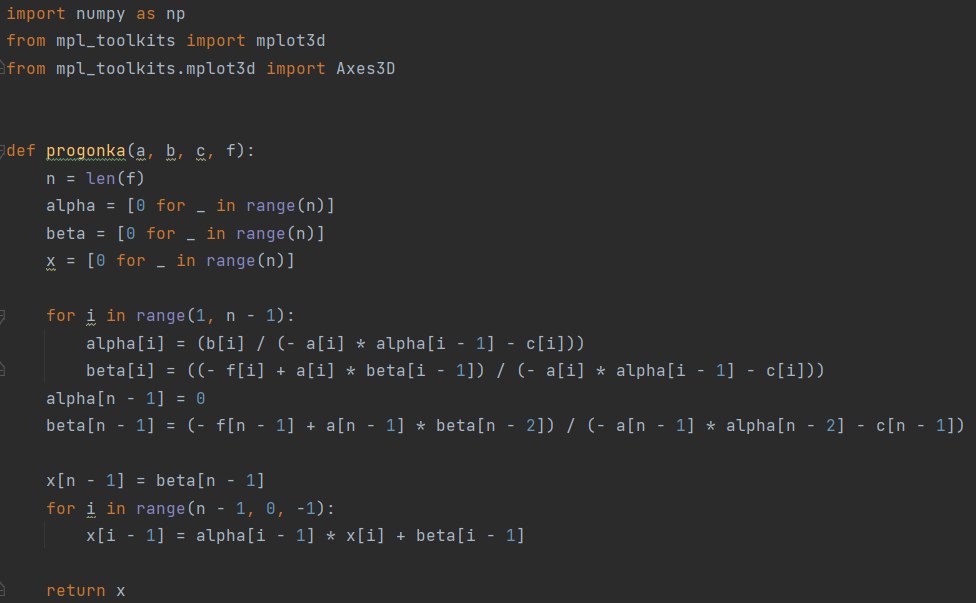 import numpy as np
from mpl_toolkits import mplot3d
from mpl_toolkits.mplot3d import Axes3D
def progonka(a, b, c, f):
    n = len(f)
    alpha = [0 for _ in range(n)]
    beta = [0 for _ in range(n)]
    x = [0 for _ in range(n)]
    for i in range(1, n - 1):
        alpha[i] = (b[i] / (- a[i] * alpha[i - 1] - c[i]))
        beta[i] = ((- f[i] + a[i] * beta[i - 1]) / (- a[i] * alpha[i - 1] - c[i]))
    alpha[n - 1] = 0
    beta[n - 1] = (- f[n - 1] + a[n - 1] * beta[n - 2]) / (- a[n - 1] * alpha[n - 2] - c[n - 1])
    x[n - 1] = beta[n - 1]
    for i in range(n - 1, 0, -1):
        x[i - 1] = alpha[i - 1] * x[i] + beta[i - 1]
    return x